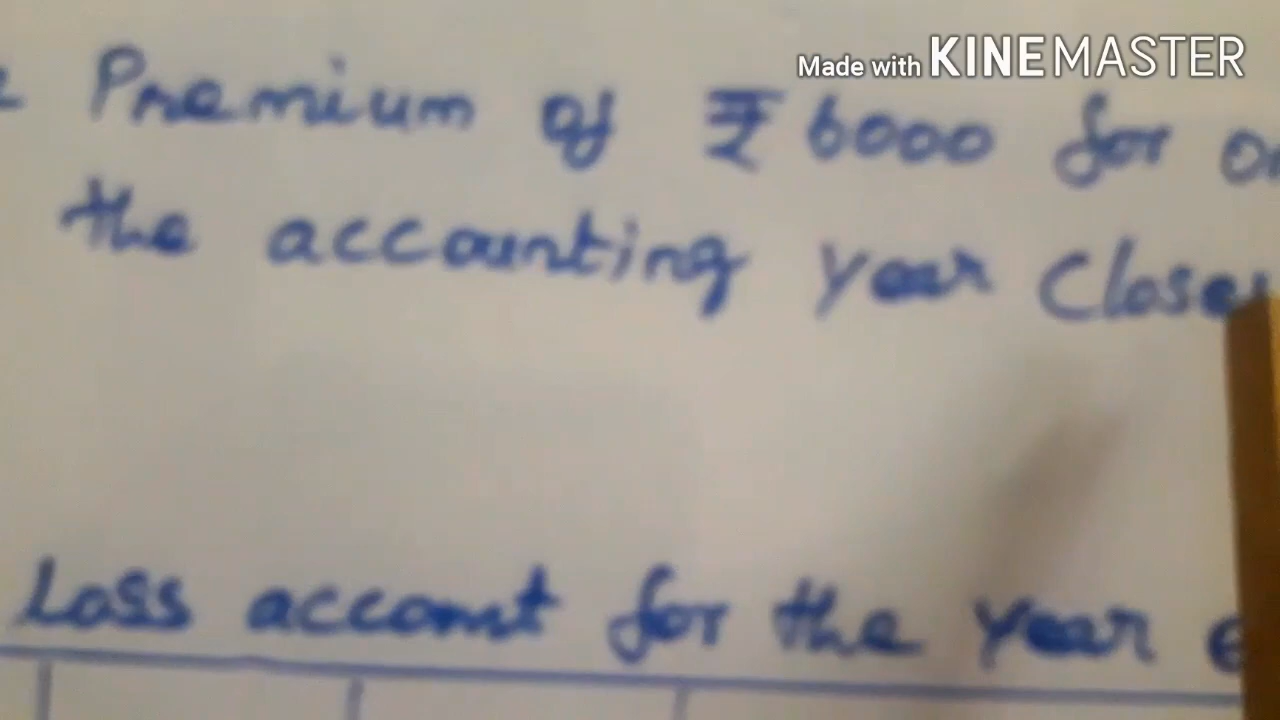 Made with KINEMASTER
Premium of ₹ 6000 for
the accounting year
Loss account for the year